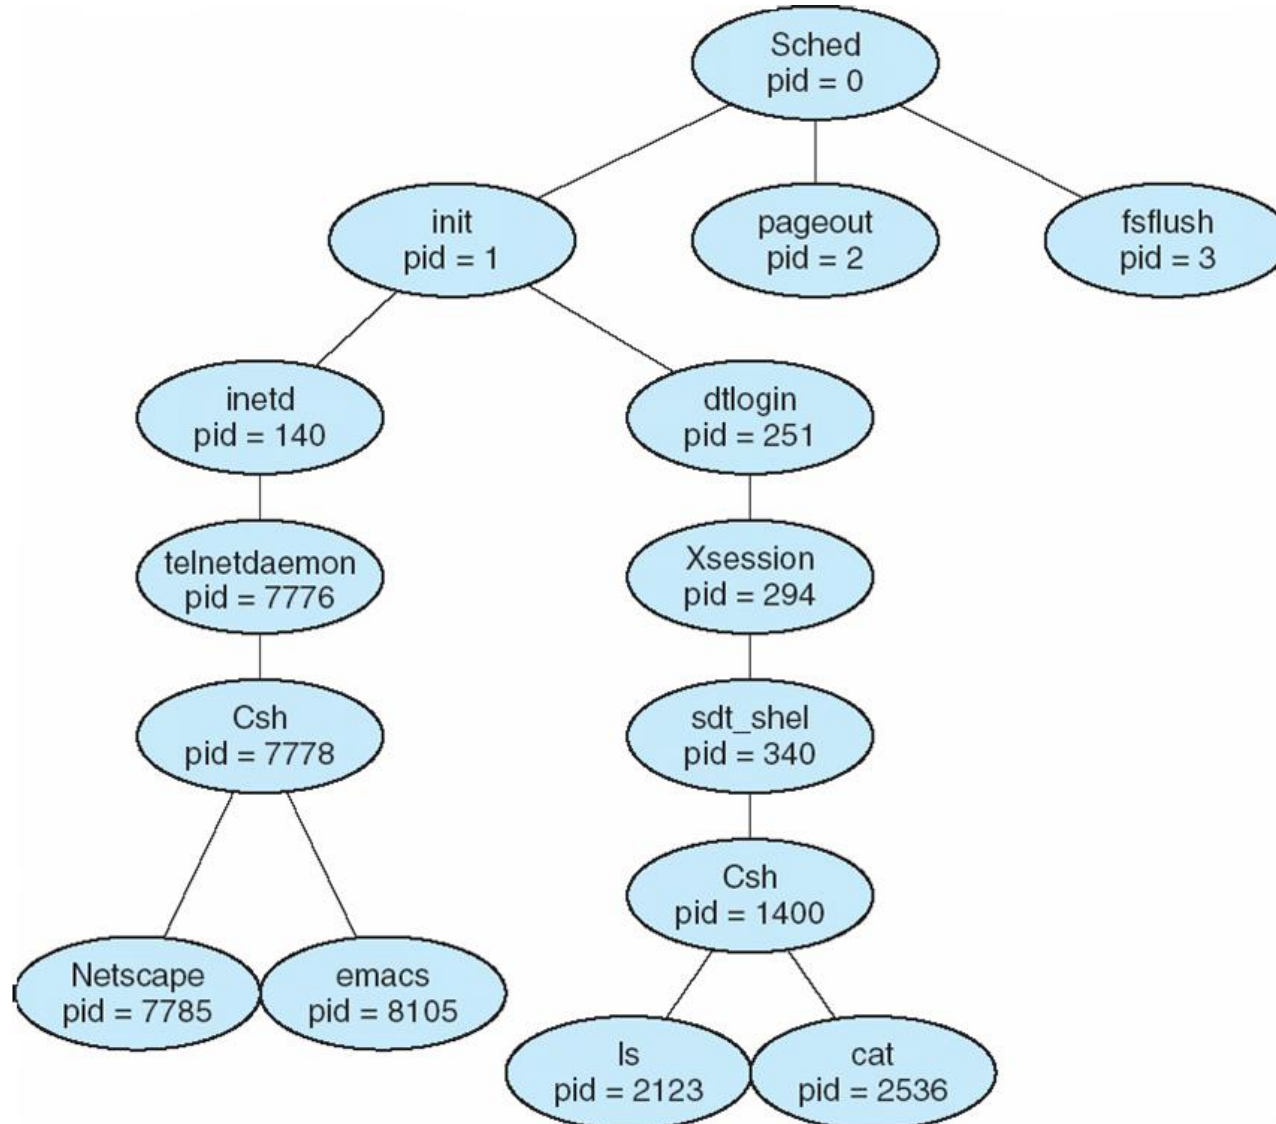 Sched
pid = 0
init
pid = 1
pageout
pid = 2
fsflush
pid = 3
inetd
pid = 140
dtlogin
pid = 251
telnetdaemon
pid = 7776
Xsession
pid = 294
Csh
pid = 7778
sdt_shel
pid = 340
Csh
pid = 1400
Netscape
pid = 7785
emacs
pid = 8105
ls
pid = 2123
cat
pid = 2536